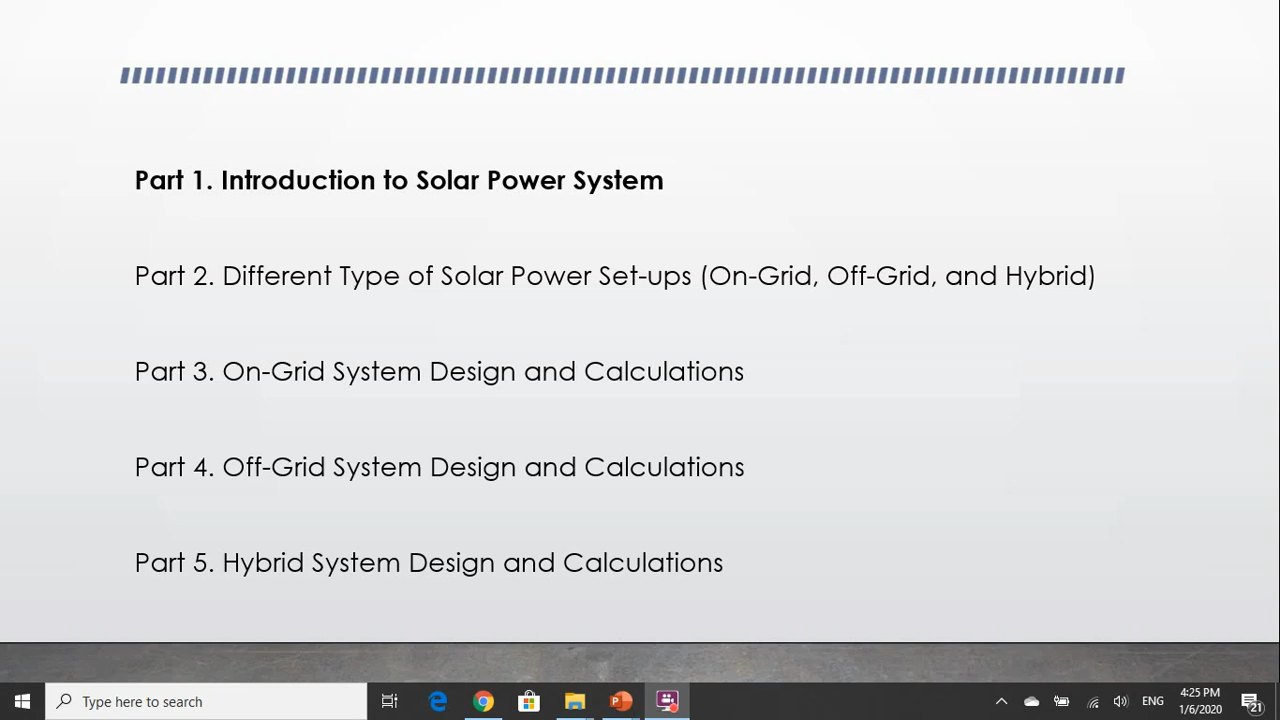 Part 1. Introduction to Solar Power System
Part 2. Different Type of Solar Power Set-ups (On-Grid, Off-Grid, and Hybrid)
Part 3. On-Grid System Design and Calculations
Part 4. Off-Grid System Design and Calculations
Part 5. Hybrid System Design and Calculations
Type here to search
ENG
4:25 PM
1/6/2020
21